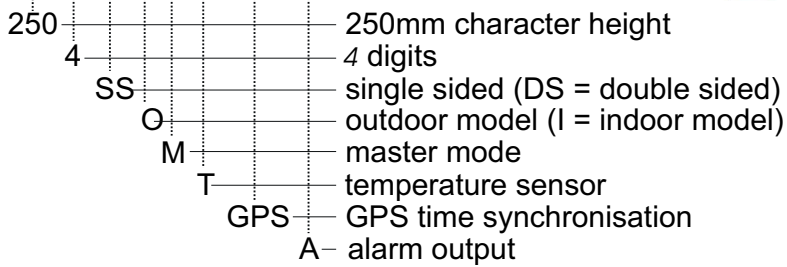 250 250mm character height
4 4 digits
SS single sided (DS = double sided)
O outdoor model (I = indoor model)
M master mode
T temperature sensor
GPS GPS time synchronisation
A alarm output